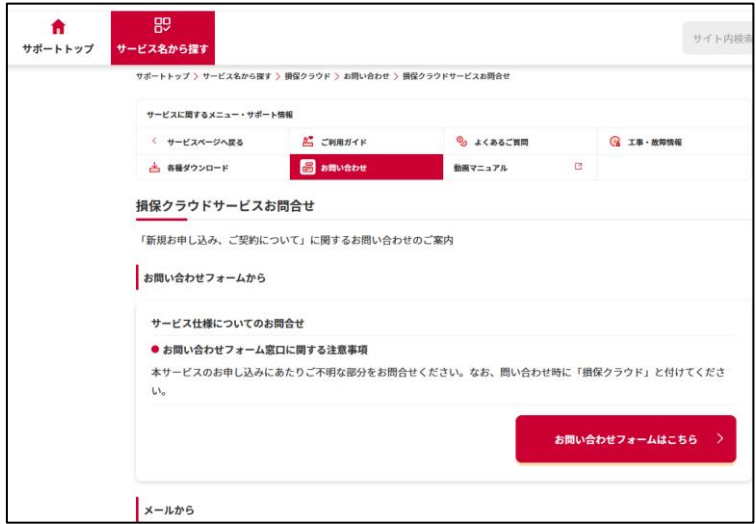 サポートトップ
サービス名から探す
サイト内検索
サポートトップ > サービス名から探す > 損保クラウド > お問い合わせ > 損保クラウドサービスお問合せ
サービスに関するメニュー・サポート情報
< サービスページへ戻る
ご利用ガイド
よくあるご質問
工事・故障情報
各種ダウンロード
お問い合わせ
動画マニュアル
損保クラウドサービスお問合せ
「新規お申し込み、ご契約について」に関するお問い合わせのご案内
お問い合わせフォームから
サービス仕様についてのお問合せ
● お問い合わせフォーム窓口に関する注意事項
本サービスのお申し込みにあたりご不明な部分をお問合せください。なお、問い合わせ時に「損保クラウド」と付けてくださ
い。
お問い合わせフォームはこちら >
メールから